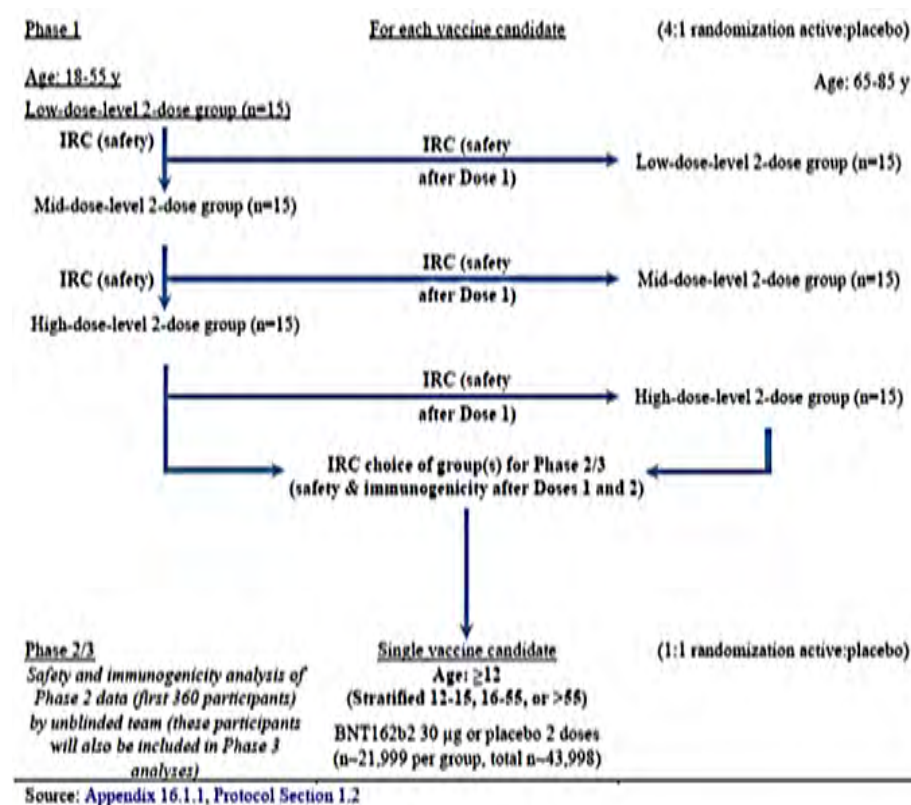 Phase 1
For each vaccine candidate
(4:1 randomization active:placebo)
Age: 18-55 y
Age: 65-85 y
Low-dose-level 2-dose group (n=15)
IRC (safety)
IRC (safety
after Dose 1)
Low-dose-level 2-dose group (n=15)
Mid-dose-level 2-dose group (n=15)
IRC (safety)
IRC (safety
after Dose 1)
Mid-dose-level 2-dose group (n=15)
High-dose-level 2-dose group (n=15)
IRC (safety
after Dose 1)
High-dose-level 2-dose group (n=15)
IRC choice of group(s) for Phase 2/3
(safety & immunogenicity after Doses 1 and 2)
Phase 2/3
Safety and immunogenicity analysis of
Phase 2 data (first 360 participants)
by unblinded team (these participants
will also be included in Phase 3
analyses)
Single vaccine candidate
Age: ≥12
(Stratified 12-15, 16-55, or >55)
BNT162b2 30 µg or placebo 2 doses
(n~21,999 per group, total n~43,998)
(1:1 randomization active:placebo)
Source: Appendix 16.1.1, Protocol Section 1.2